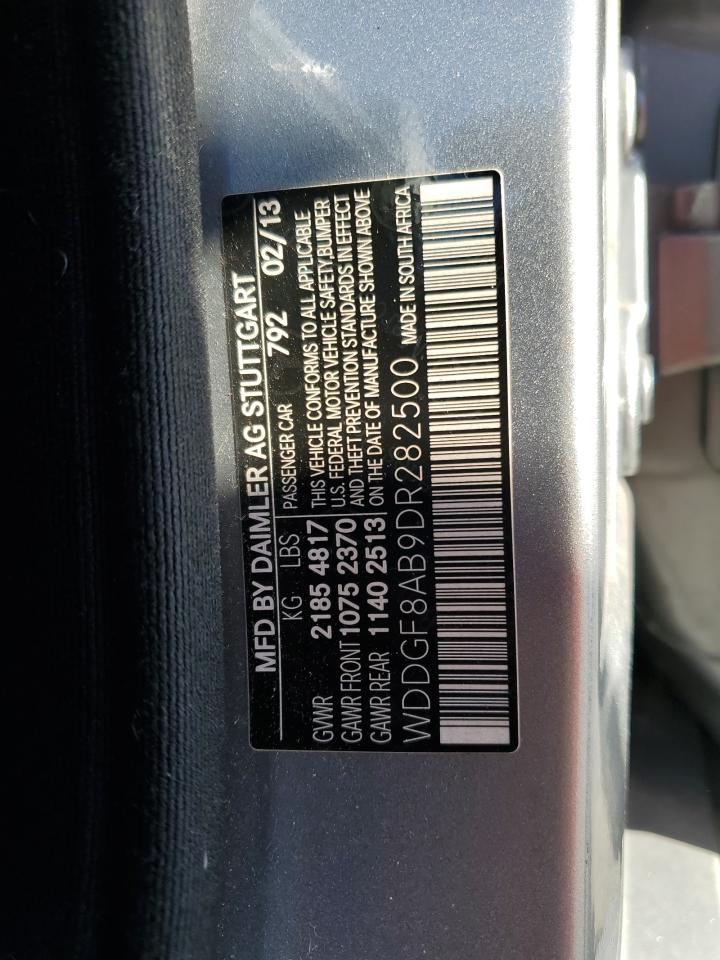 MFD BY DAIMLER AG STUTTGART
KG LBS PASSENGER CAR 792 02/13
GVWR 2185 4817 THIS VEHICLE CONFORMS TO ALL APPLICABLE
U.S. FEDERAL MOTOR VEHICLE SAFETY, BUMPER
GAWR FRONT 1075 2370 AND THEFT PREVENTION STANDARDS IN EFFECT
GAWR REAR 1140 2513 ON THE DATE OF MANUFACTURE SHOWN ABOVE
WDDGF8AB9DR282500 MADE IN SOUTH AFRICA